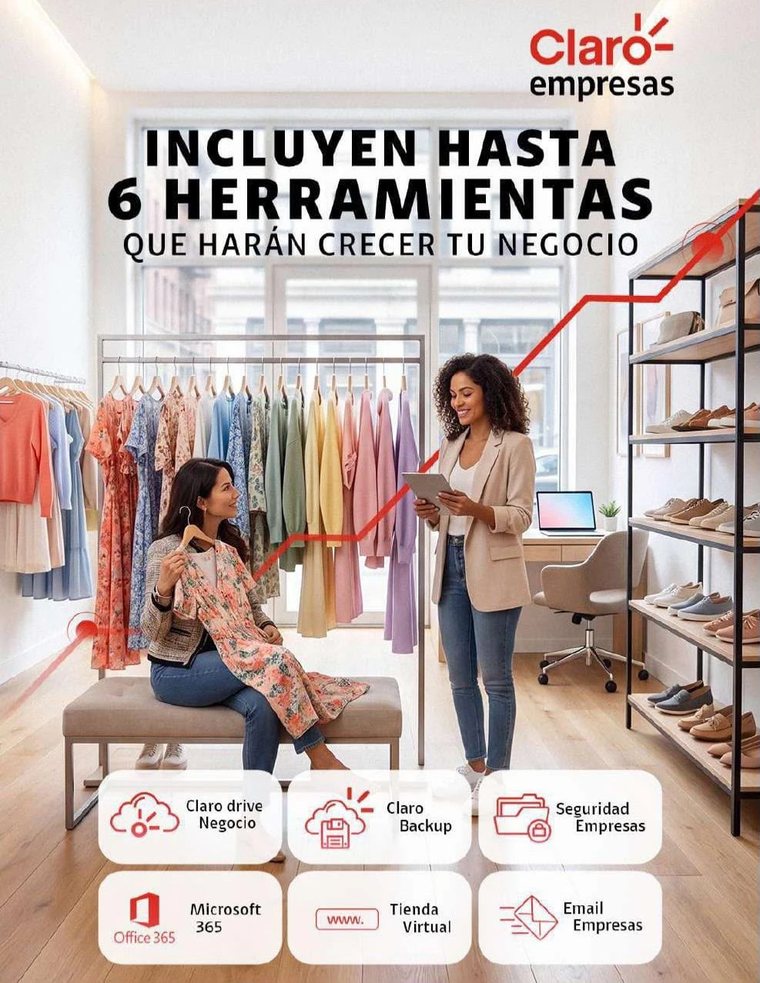 Claro
empresas
INCLUYEN HASTA
6 HERRAMIENTAS
QUE HARÁN CRECER TU NEGOCIO
Claro drive
Negocio
Claro
Backup
Seguridad
Empresas
Office 365
Microsoft
365
www.
Tienda
Virtual
Email
Empresas